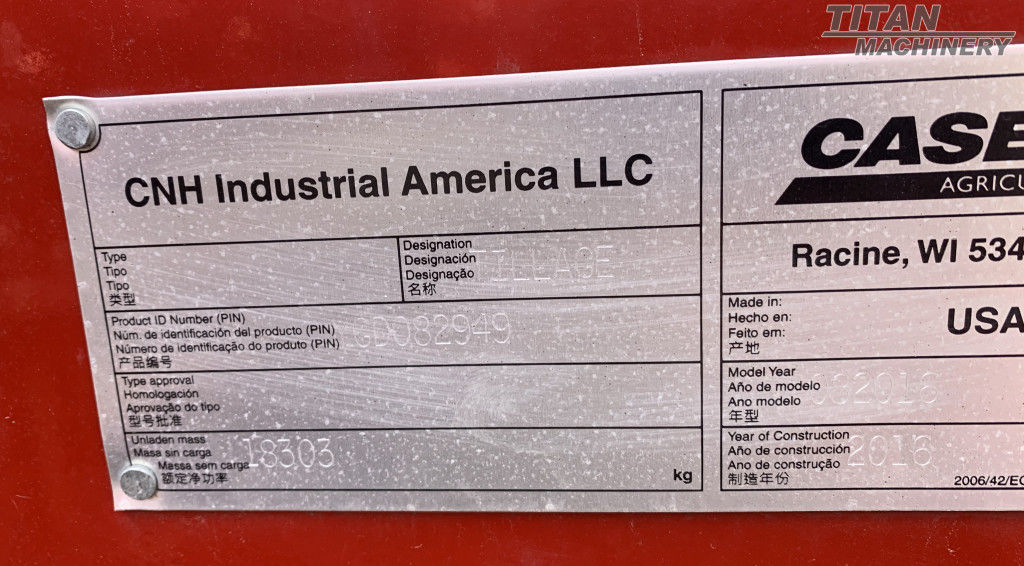 TITAN
MACHINERY
CNH Industrial America LLC
Type
Tipo
Tipo
类型
Designation
Designación
Designação
名称
TILLAGE
Product ID Number (PIN)
Núm. de identificación del producto (PIN)
Número de identificação do produto (PIN)
产品编号
CD082949
Type approval
Homologación
Aprovação do tipo
型号批准
Unladen mass
Masa sin carga
Massa sem carga
额定净功率
18303
kg
CASE
AGRICU
Racine, WI 534
Made in:
Hecho en:
Feito em:
产地
USA
Model Year
Año de modelo
Ano modelo
年型
Year of Construction
Año de construcción
Ano de construção
制造年份
2016
2006/42/EC